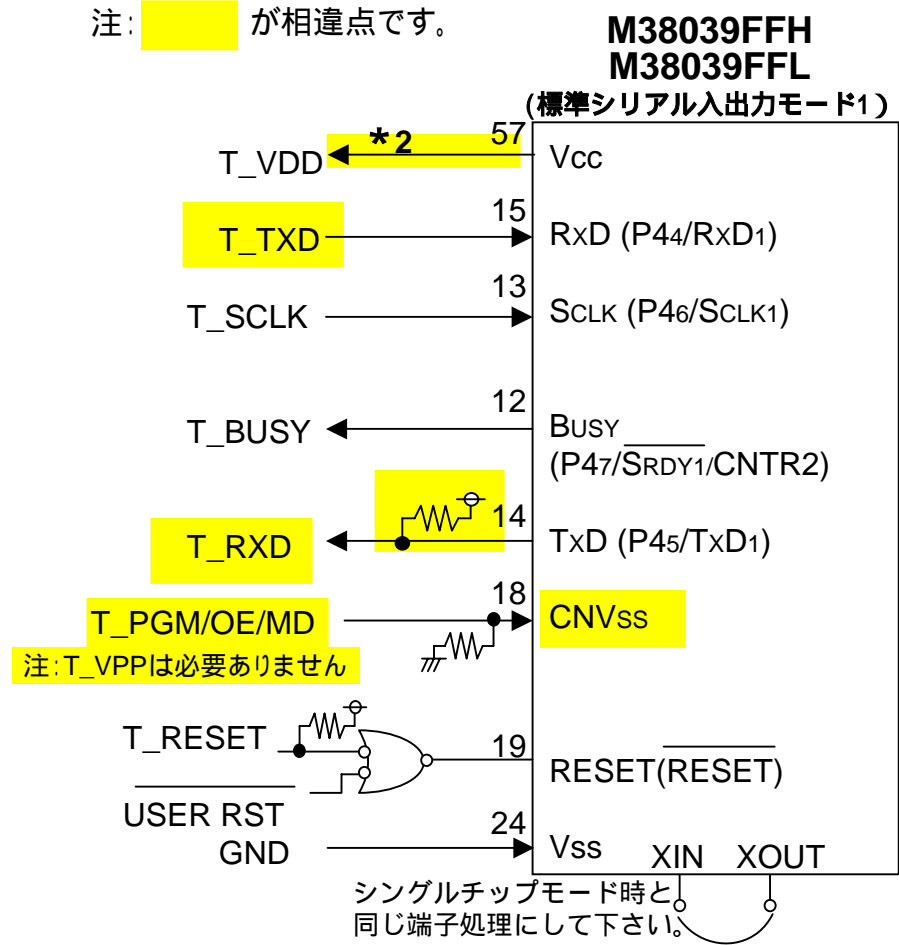 注: が相違点です。
M38039FFH
M38039FFL
(標準シリアル入出力モード1)
T_VDD *2 57 Vcc
T_TXD 15 RxD (P44/RxD1)
T_SCLK 13 SCLK (P46/SCLK1)
T_BUSY 12 BUSY
(P47/SRDY1/CNTR2)
T_RXD 14 TxD (P45/TxD1)
T_PGM/OE/MD 18 CNVss
注:T_VPPは必要ありません
T_RESET 19 RESET(RESET)
USER RST
GND 24 Vss XIN XOUT
シングルチップモード時と
同じ端子処理にして下さい。